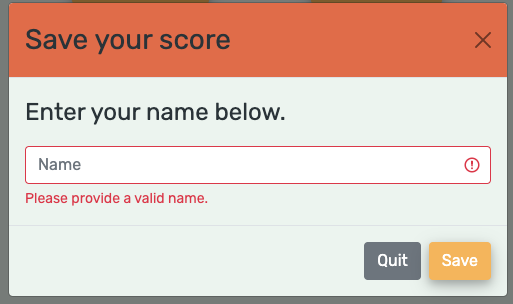 Save your score
Enter your name below.
Name
Please provide a valid name.
Quit Save